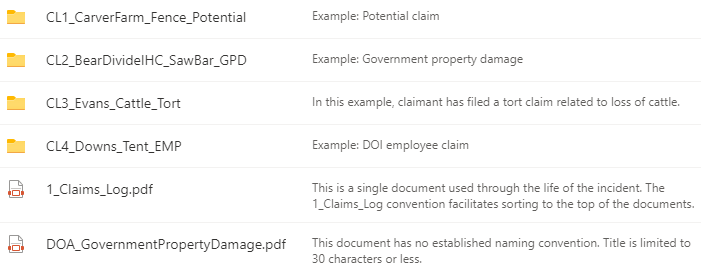 CL1_CarverFarm_Fence_Potential
Example: Potential claim
CL2_BearDivideIHC_SawBar_GPD
Example: Government property damage
CL3_Evans_Cattle_Tort
In this example, claimant has filed a tort claim related to loss of cattle.
CL4_Downs_Tent_EMP
Example: DOI employee claim
1_Claims_Log.pdf
This is a single document used through the life of the incident. The
1_Claims_Log convention facilitates sorting to the top of the documents.
DOA_GovernmentPropertyDamage.pdf
This document has no established naming convention. Title is limited to
30 characters or less.